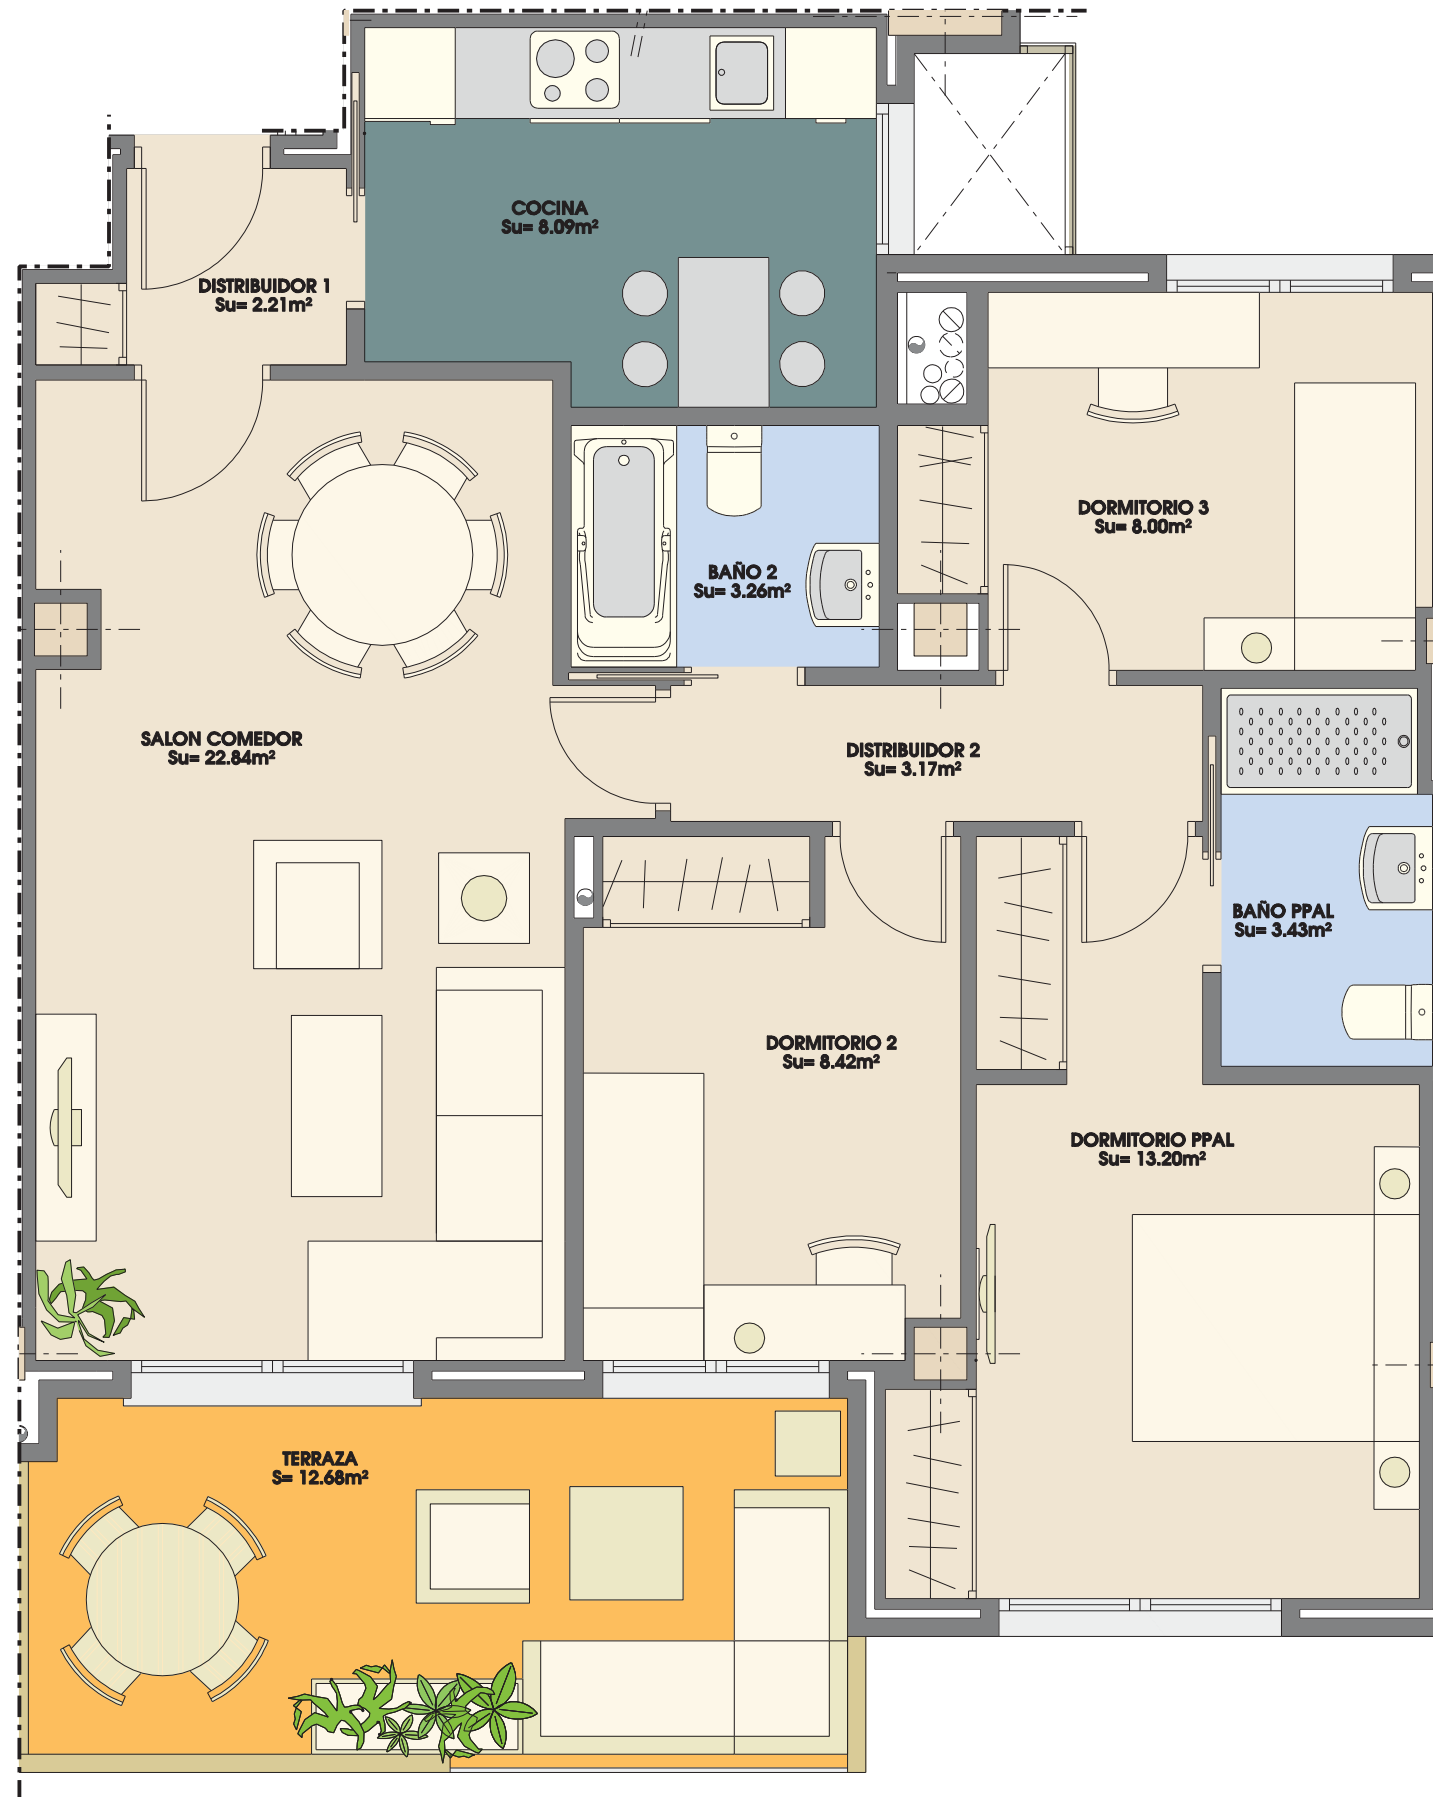 COCINA
Su= 8.09m²
DISTRIBUIDOR 1
Su= 2.21m²
DORMITORIO 3
Su= 8.00m²
BAÑO 2
Su= 3.26m²
SALON COMEDOR
Su= 22.84m²
DISTRIBUIDOR 2
Su= 3.17m²
BAÑO PPAL
Su= 3.43m²
DORMITORIO 2
Su= 8.42m²
DORMITORIO PPAL
Su= 13.20m²
TERRAZA
S= 12.68m²